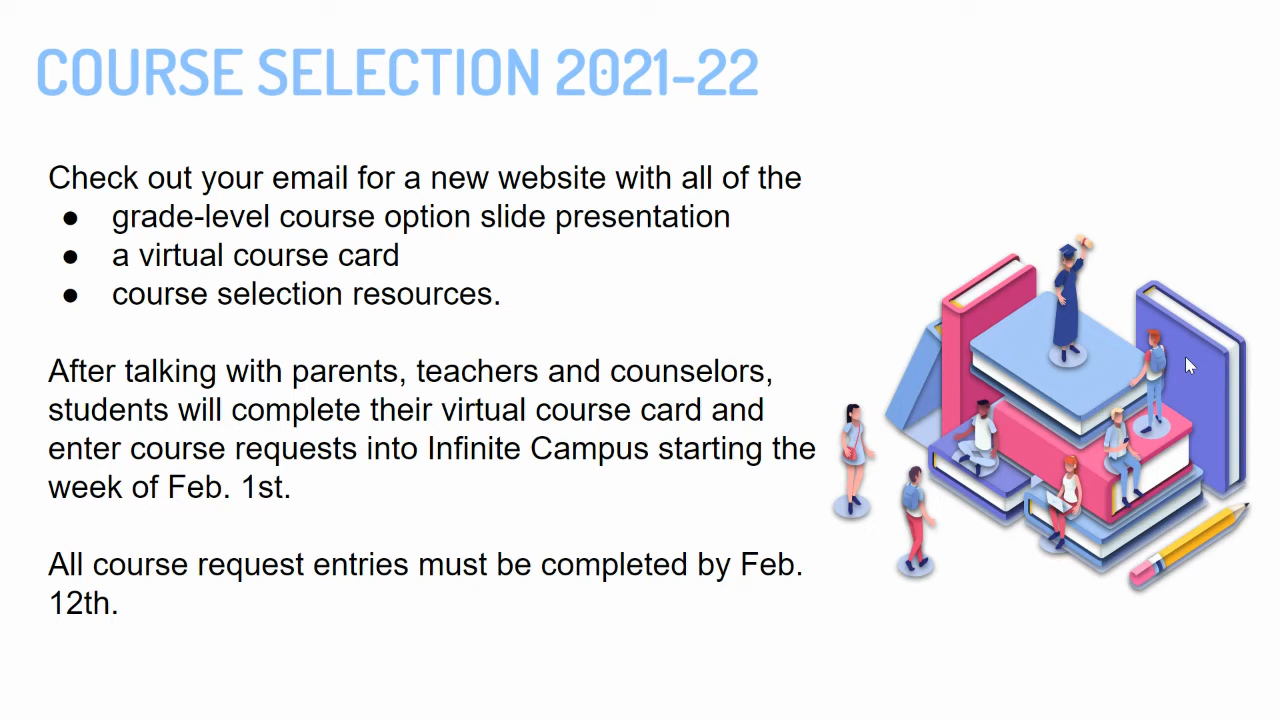 COURSE SELECTION 2021-22
Check out your email for a new website with all of the
● grade-level course option slide presentation
● a virtual course card
● course selection resources.
After talking with parents, teachers and counselors,
students will complete their virtual course card and
enter course requests into Infinite Campus starting the
week of Feb. 1st.
All course request entries must be completed by Feb.
12th.